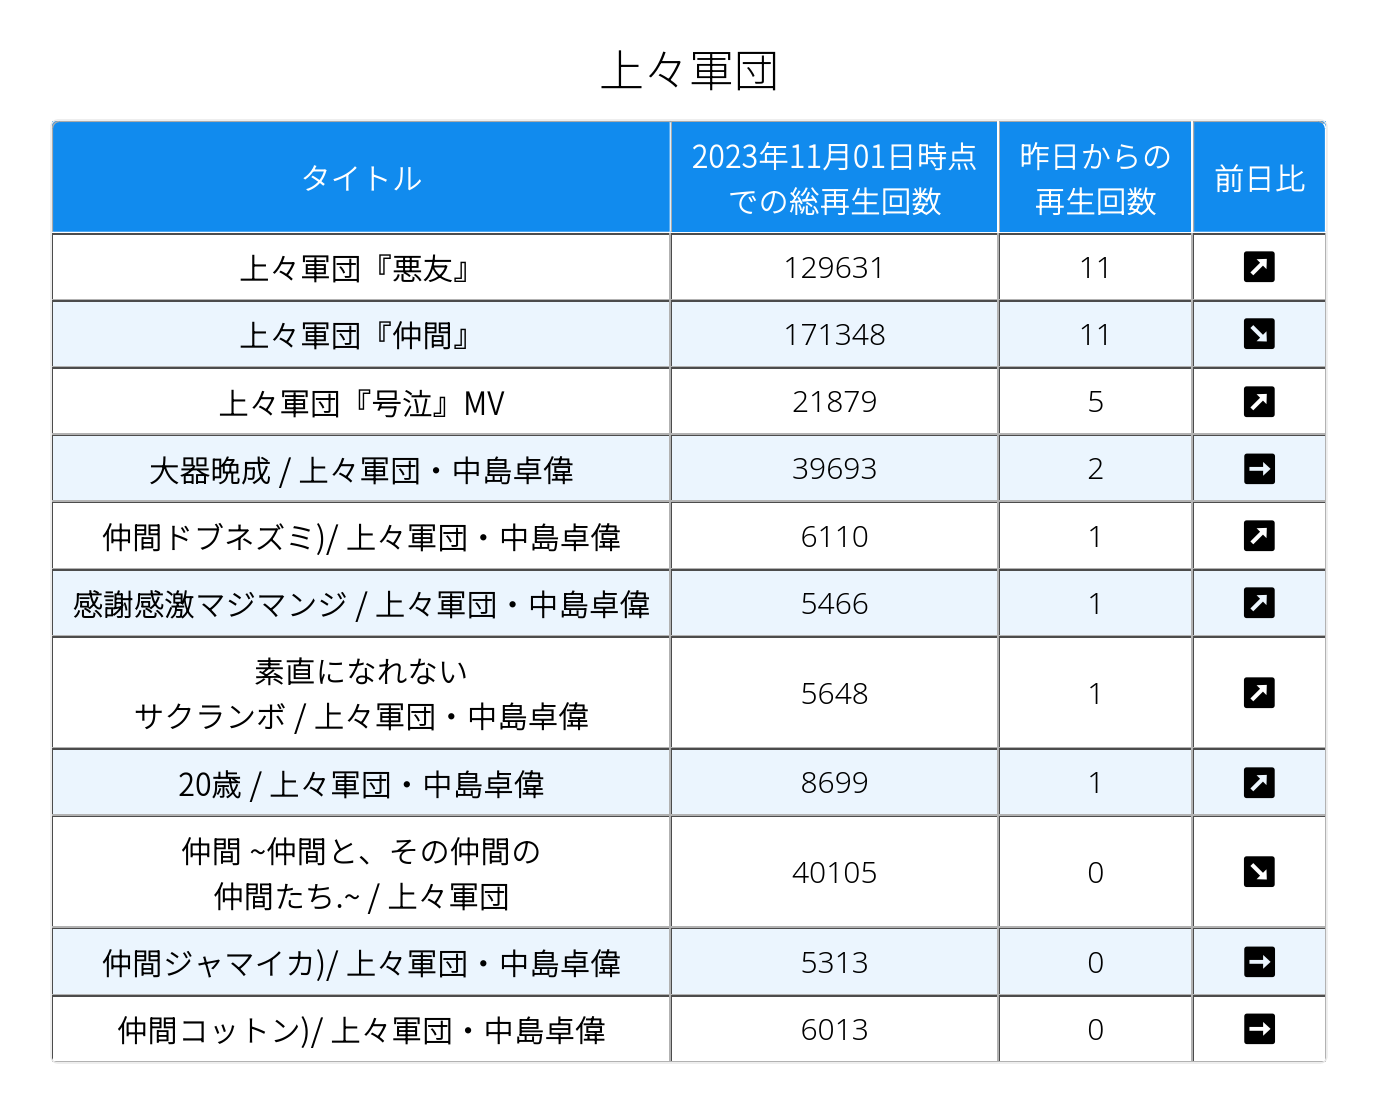 上々軍団
タイトル
2023年11月01日時点
での総再生回数
昨日からの
再生回数
前日比
上々軍団『悪友』 129631 11 ↗
上々軍団『仲間』 171348 11 ↘
上々軍団『号泣』MV 21879 5 ↗
大器晩成 / 上々軍団・中島卓偉 39693 2 →
仲間ドブネズミ)/ 上々軍団・中島卓偉 6110 1 ↗
感謝感激マジマンジ / 上々軍団・中島卓偉 5466 1 ↗
素直になれない
サクランボ / 上々軍団・中島卓偉 5648 1 ↗
20歳 / 上々軍団・中島卓偉 8699 1 ↗
仲間 ~仲間と、その仲間の
仲間たち.~ / 上々軍団 40105 0 ↘
仲間ジャマイカ)/ 上々軍団・中島卓偉 5313 0 →
仲間コットン)/ 上々軍団・中島卓偉 6013 0 →